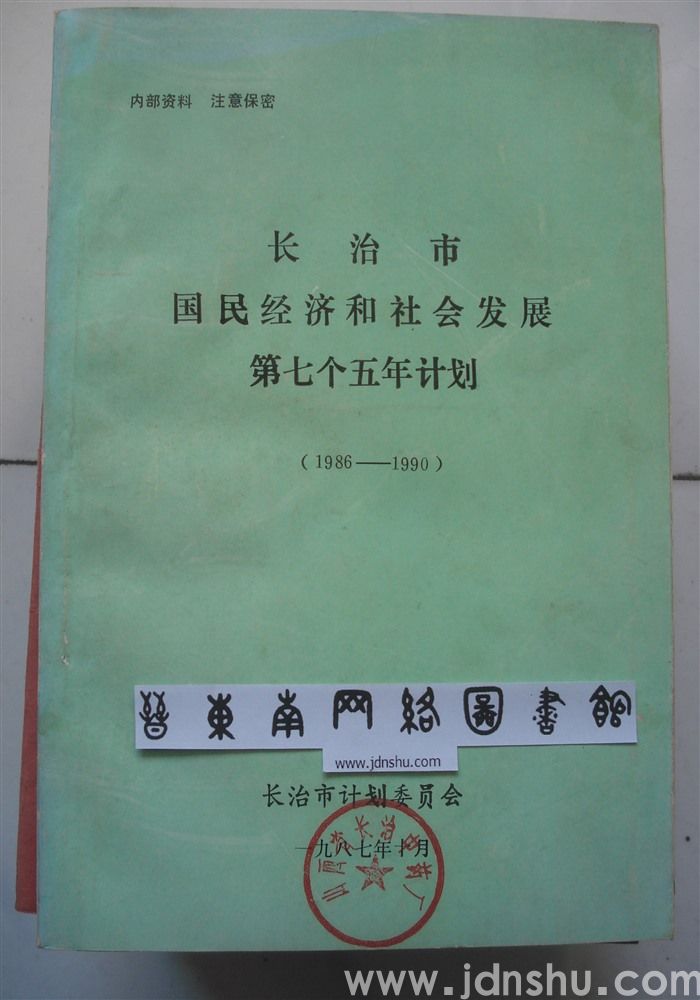 内部资料 注意保密
长治市
国民经济和社会发展
第七个五年计划
（1986——1990）
晋東南网络圖書館
www.jdnshu.com
长治市计划委员会
一九八七年十月
www.jdnshu.com